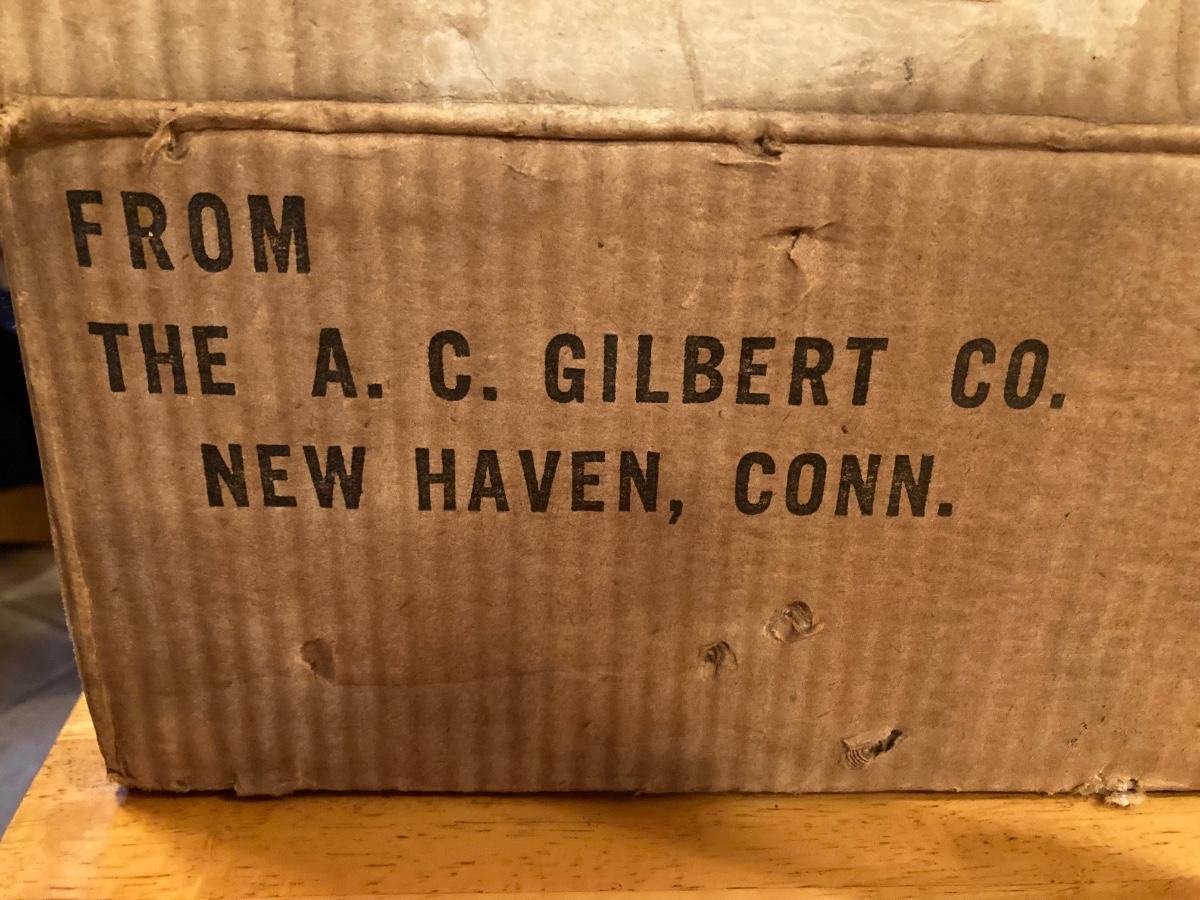 FROM
THE A. C. GILBERT CO.
NEW HAVEN, CONN.